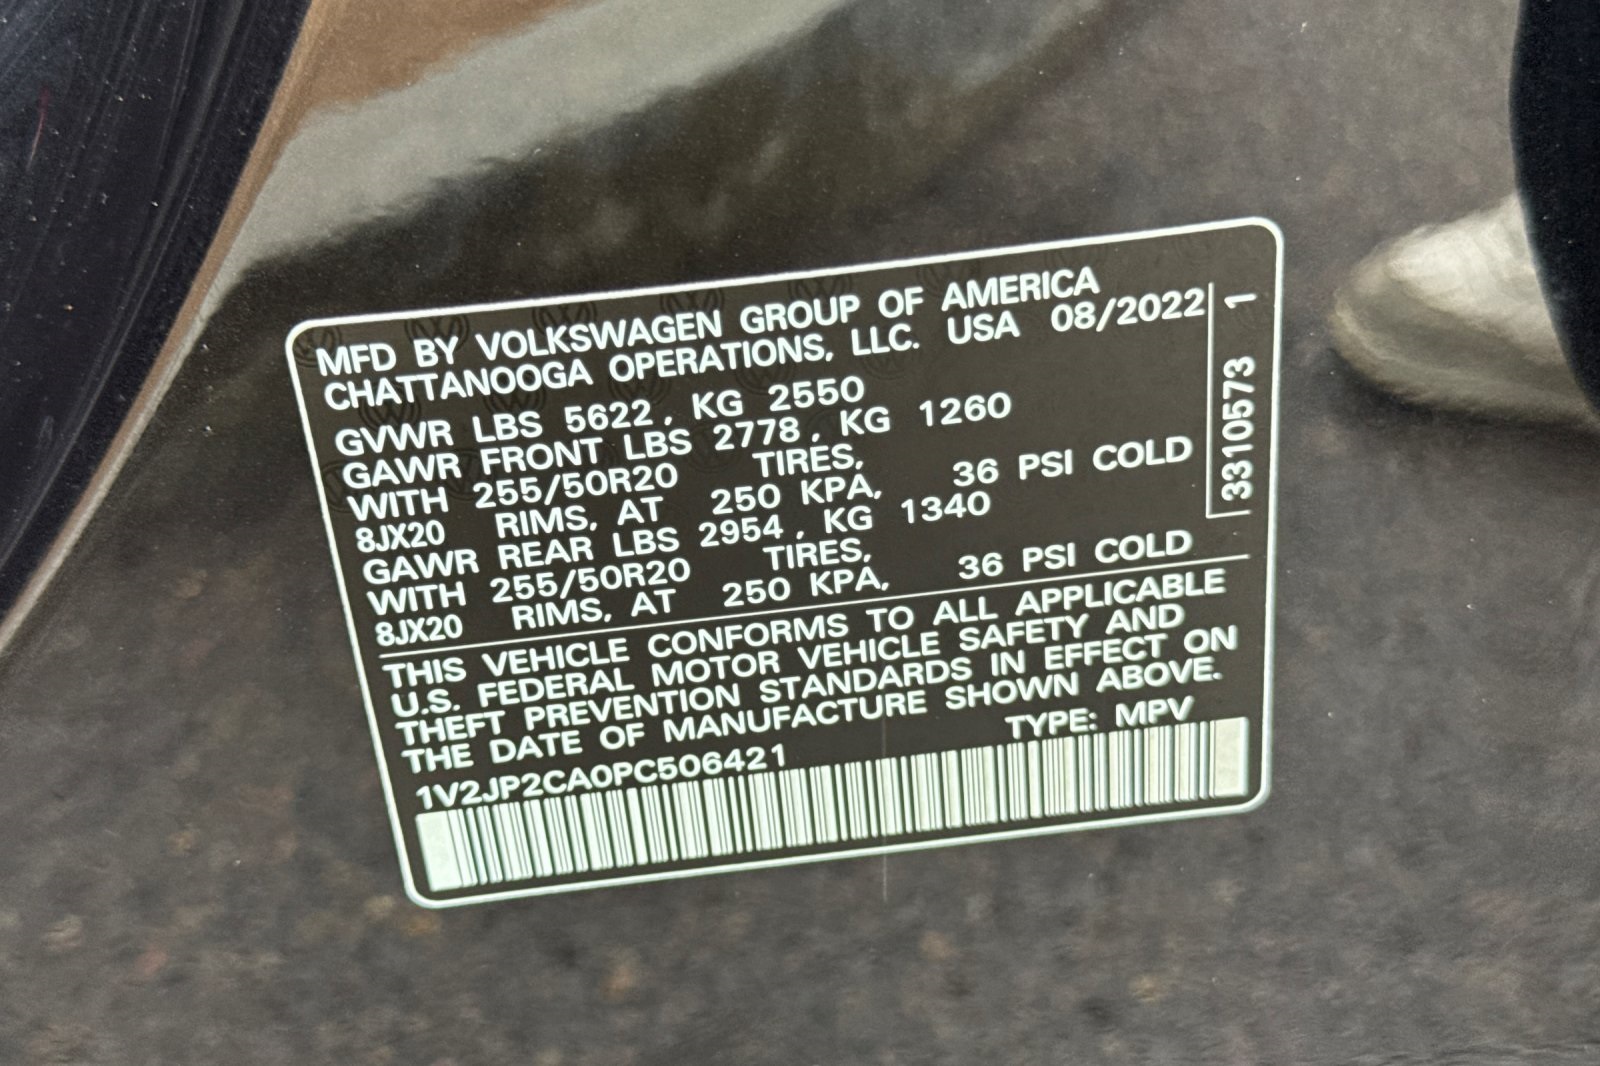 MFD BY VOLKSWAGEN GROUP OF AMERICA
CHATTANOOGA OPERATIONS, LLC. USA 08/2022
GVWR LBS 5622, KG 2550
GAWR FRONT LBS 2778, KG 1260
WITH 255/50R20 TIRES,
8JX20 RIMS, AT 250 KPA, 36 PSI COLD
GAWR REAR LBS 2954, KG 1340
WITH 255/50R20 TIRES,
8JX20 RIMS, AT 250 KPA, 36 PSI COLD
THIS VEHICLE CONFORMS TO ALL APPLICABLE
U.S. FEDERAL MOTOR VEHICLE SAFETY AND
THEFT PREVENTION STANDARDS IN EFFECT ON
THE DATE OF MANUFACTURE SHOWN ABOVE.
TYPE: MPV
1V2JP2CA0PC506421
3310573 1